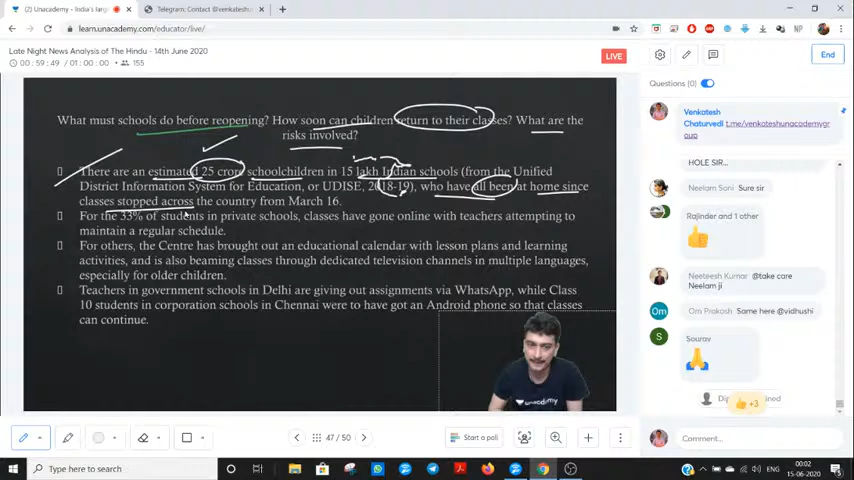 (2) Unacademy - India's larg
Telegram: Contact @venkatesho
learn.unacademy.com/educator/live/
NP
Late Night News Analysis of The Hindu - 14th June 2020
00 : 59 : 49 / 01 : 00 : 00 • 155
LIVE
End
What must schools do before reopening? How soon can children return to their classes? What are the
risks involved?
There are an estimated 25 crore schoolchildren in 15 lakh Indian schools (from the Unified
District Information System for Education, or UDISE, 2018-19), who have all been at home since
classes stopped across the country from March 16.
For the 33% of students in private schools, classes have gone online with teachers attempting to
maintain a regular schedule.
For others, the Centre has brought out an educational calendar with lesson plans and learning
activities, and is also beaming classes through dedicated television channels in multiple languages,
especially for older children.
Teachers in government schools in Delhi are giving out assignments via WhatsApp, while Class
10 students in corporation schools in Chennai were to have got an Android phone so that classes
can continue.
unacademy
47 / 50
Start a poll
Questions (0)
Venkatesh
Chaturvedi t.me/venkateshunacademygr
oup
HOLE SIR...
Neelam Soni Sure sir
Rajinder and 1 other
Neeteesh Kumar @take care
Neelam ji
Om
Om Prakash Same here @vidhushi
S
Sourav
+3
Comment...
Type here to search
ENG
00:02
15-06-2020